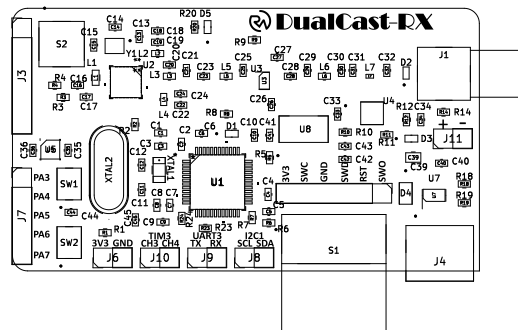 DualCast-RX
C14
C15
C13
R20 D5
C18
C19
S2
Y1 L2
C20
U2
R9
C27
J3
L1
L3
C21
C25
C23
L5
U3
C28
C29
L6
C30
C31
L7
C32
D2
J1
R4
C16
R3
C17
C24
L4
C22
C26
C33
U4
R12 C34
R14
+ -
R2
C1
C2
C6
R8
D1
C10 C41
U8
R10
R11
D3
J11
C36
U6
C35
C3
XTAL2
C12
XTAL1
R5
C43
C42
C39
C40
PA3
SW1
PA4
C11
C8
C7
U1
C4
3V3
SWC
GND
SWD
RST
SWO
D4
U7
R18
R19
J7
PA5
C44
C45
C9
R24
C5
PA6
R1
TIM3
UART3
R23
I2C1
R7
R6
SW2
3V3 GND
CH3 CH4
TX RX
SCL SDA
PA7
J6
J10
J9
J8
S1
J4